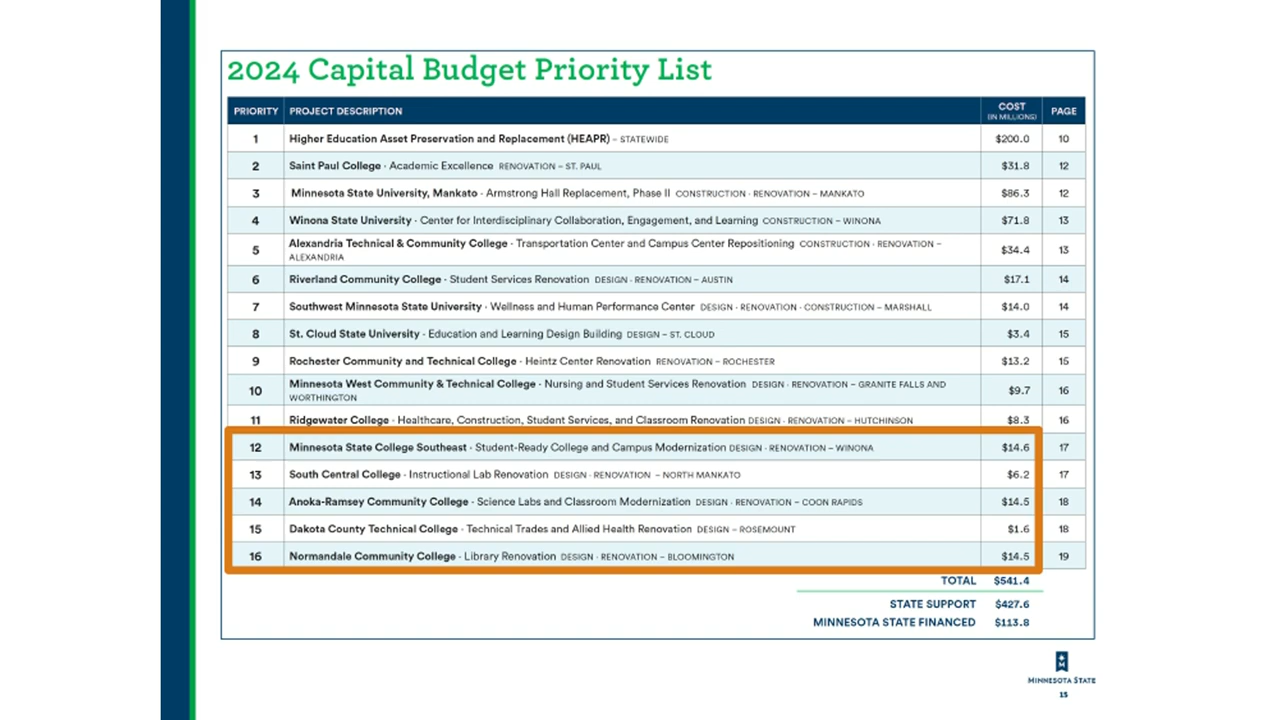 2024 Capital Budget Priority List
PRIORITY PROJECT DESCRIPTION COST (IN MILLIONS) PAGE
1 Higher Education Asset Preservation and Replacement (HEAPR) – STATEWIDE $200.0 10
2 Saint Paul College · Academic Excellence RENOVATION – ST. PAUL $31.8 12
3 Minnesota State University, Mankato · Armstrong Hall Replacement, Phase II CONSTRUCTION · RENOVATION – MANKATO $86.3 12
4 Winona State University · Center for Interdisciplinary Collaboration, Engagement, and Learning CONSTRUCTION – WINONA $71.8 13
5 Alexandria Technical & Community College · Transportation Center and Campus Center Repositioning CONSTRUCTION · RENOVATION – $34.4 13
ALEXANDRIA
6 Riverland Community College · Student Services Renovation DESIGN · RENOVATION – AUSTIN $17.1 14
7 Southwest Minnesota State University · Wellness and Human Performance Center DESIGN · RENOVATION · CONSTRUCTION – MARSHALL $14.0 14
8 St. Cloud State University · Education and Learning Design Building DESIGN – ST. CLOUD $3.4 15
9 Rochester Community and Technical College · Heintz Center Renovation RENOVATION – ROCHESTER $13.2 15
10 Minnesota West Community & Technical College · Nursing and Student Services Renovation DESIGN · RENOVATION – GRANITE FALLS AND $9.7 16
WORTHINGTON
11 Ridgewater College · Healthcare, Construction, Student Services, and Classroom Renovation DESIGN · RENOVATION – HUTCHINSON $8.3 16
12 Minnesota State College Southeast · Student-Ready College and Campus Modernization DESIGN · RENOVATION – WINONA $14.6 17
13 South Central College · Instructional Lab Renovation DESIGN · RENOVATION – NORTH MANKATO $6.2 17
14 Anoka-Ramsey Community College · Science Labs and Classroom Modernization DESIGN · RENOVATION – COON RAPIDS $14.5 18
15 Dakota County Technical College · Technical Trades and Allied Health Renovation DESIGN – ROSEMOUNT $1.6 18
16 Normandale Community College · Library Renovation DESIGN · RENOVATION – BLOOMINGTON $14.5 19
TOTAL $541.4
STATE SUPPORT $427.6
MINNESOTA STATE FINANCED $113.8
M
MINNESOTA STATE
15